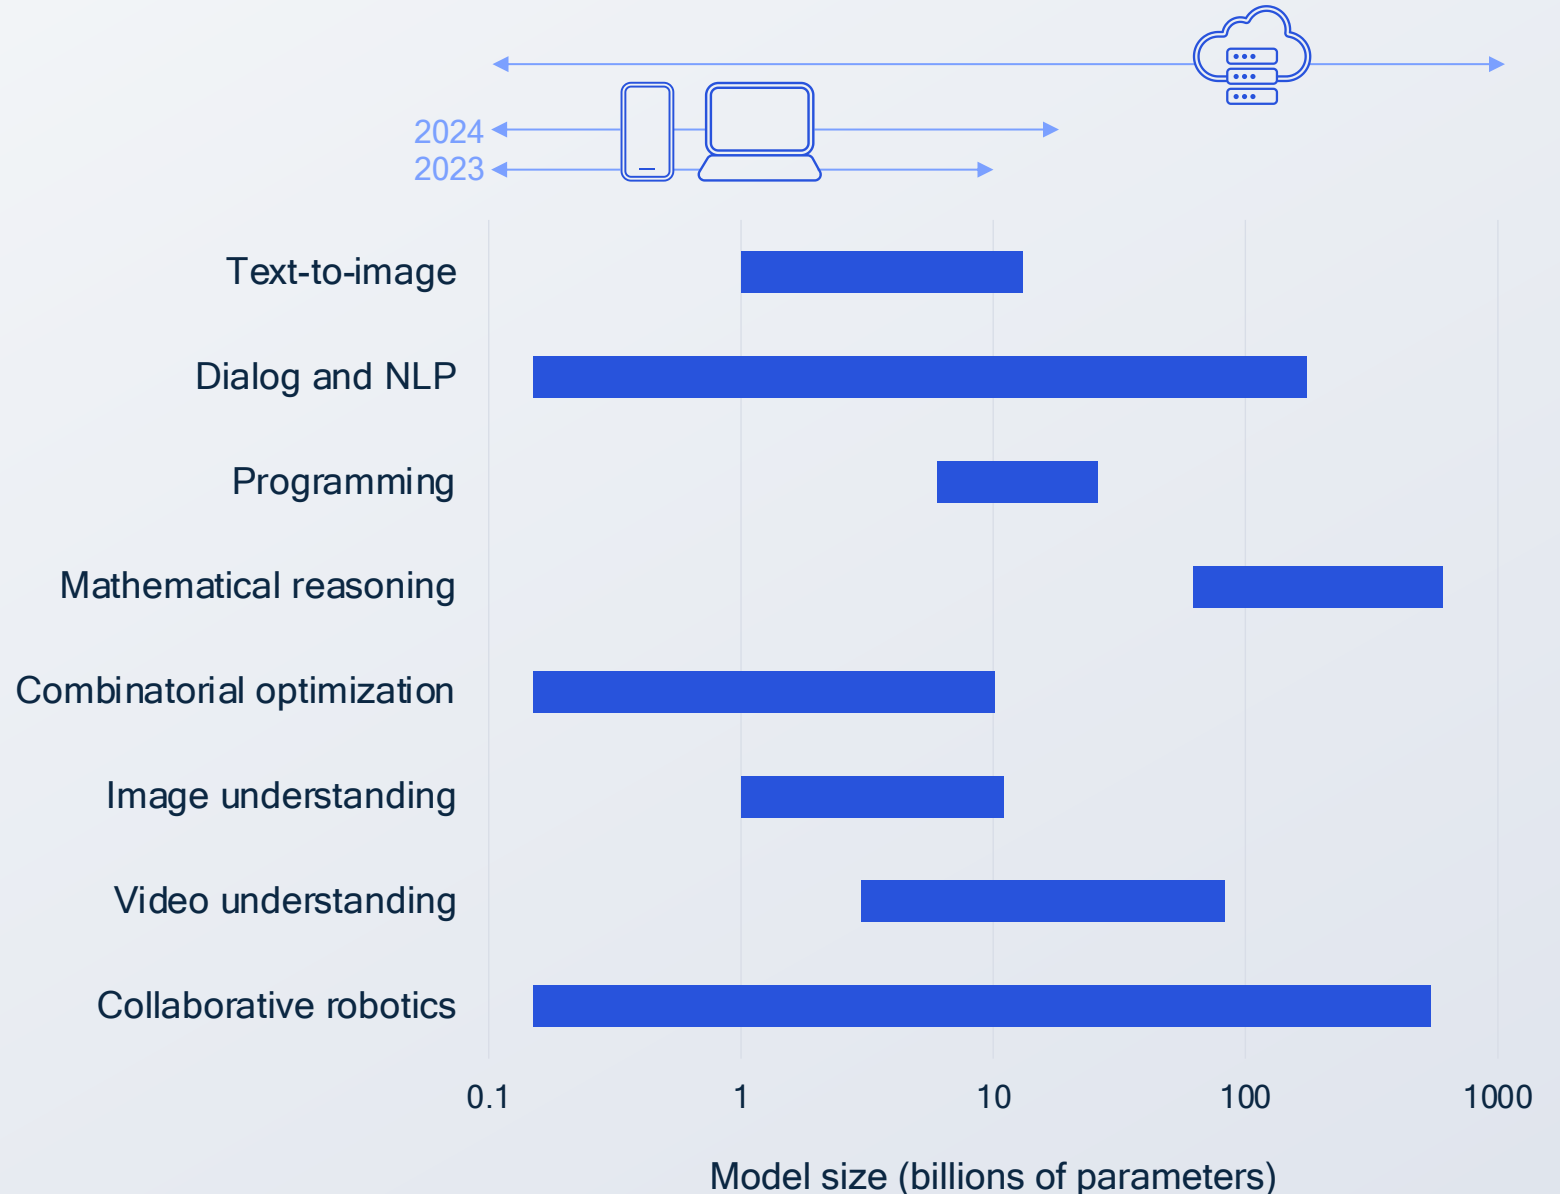 2024
2023
Text-to-image
Dialog and NLP
Programming
Mathematical reasoning
Combinatorial optimization
Image understanding
Video understanding
Collaborative robotics
0.1 1 10 100 1000
Model size (billions of parameters)